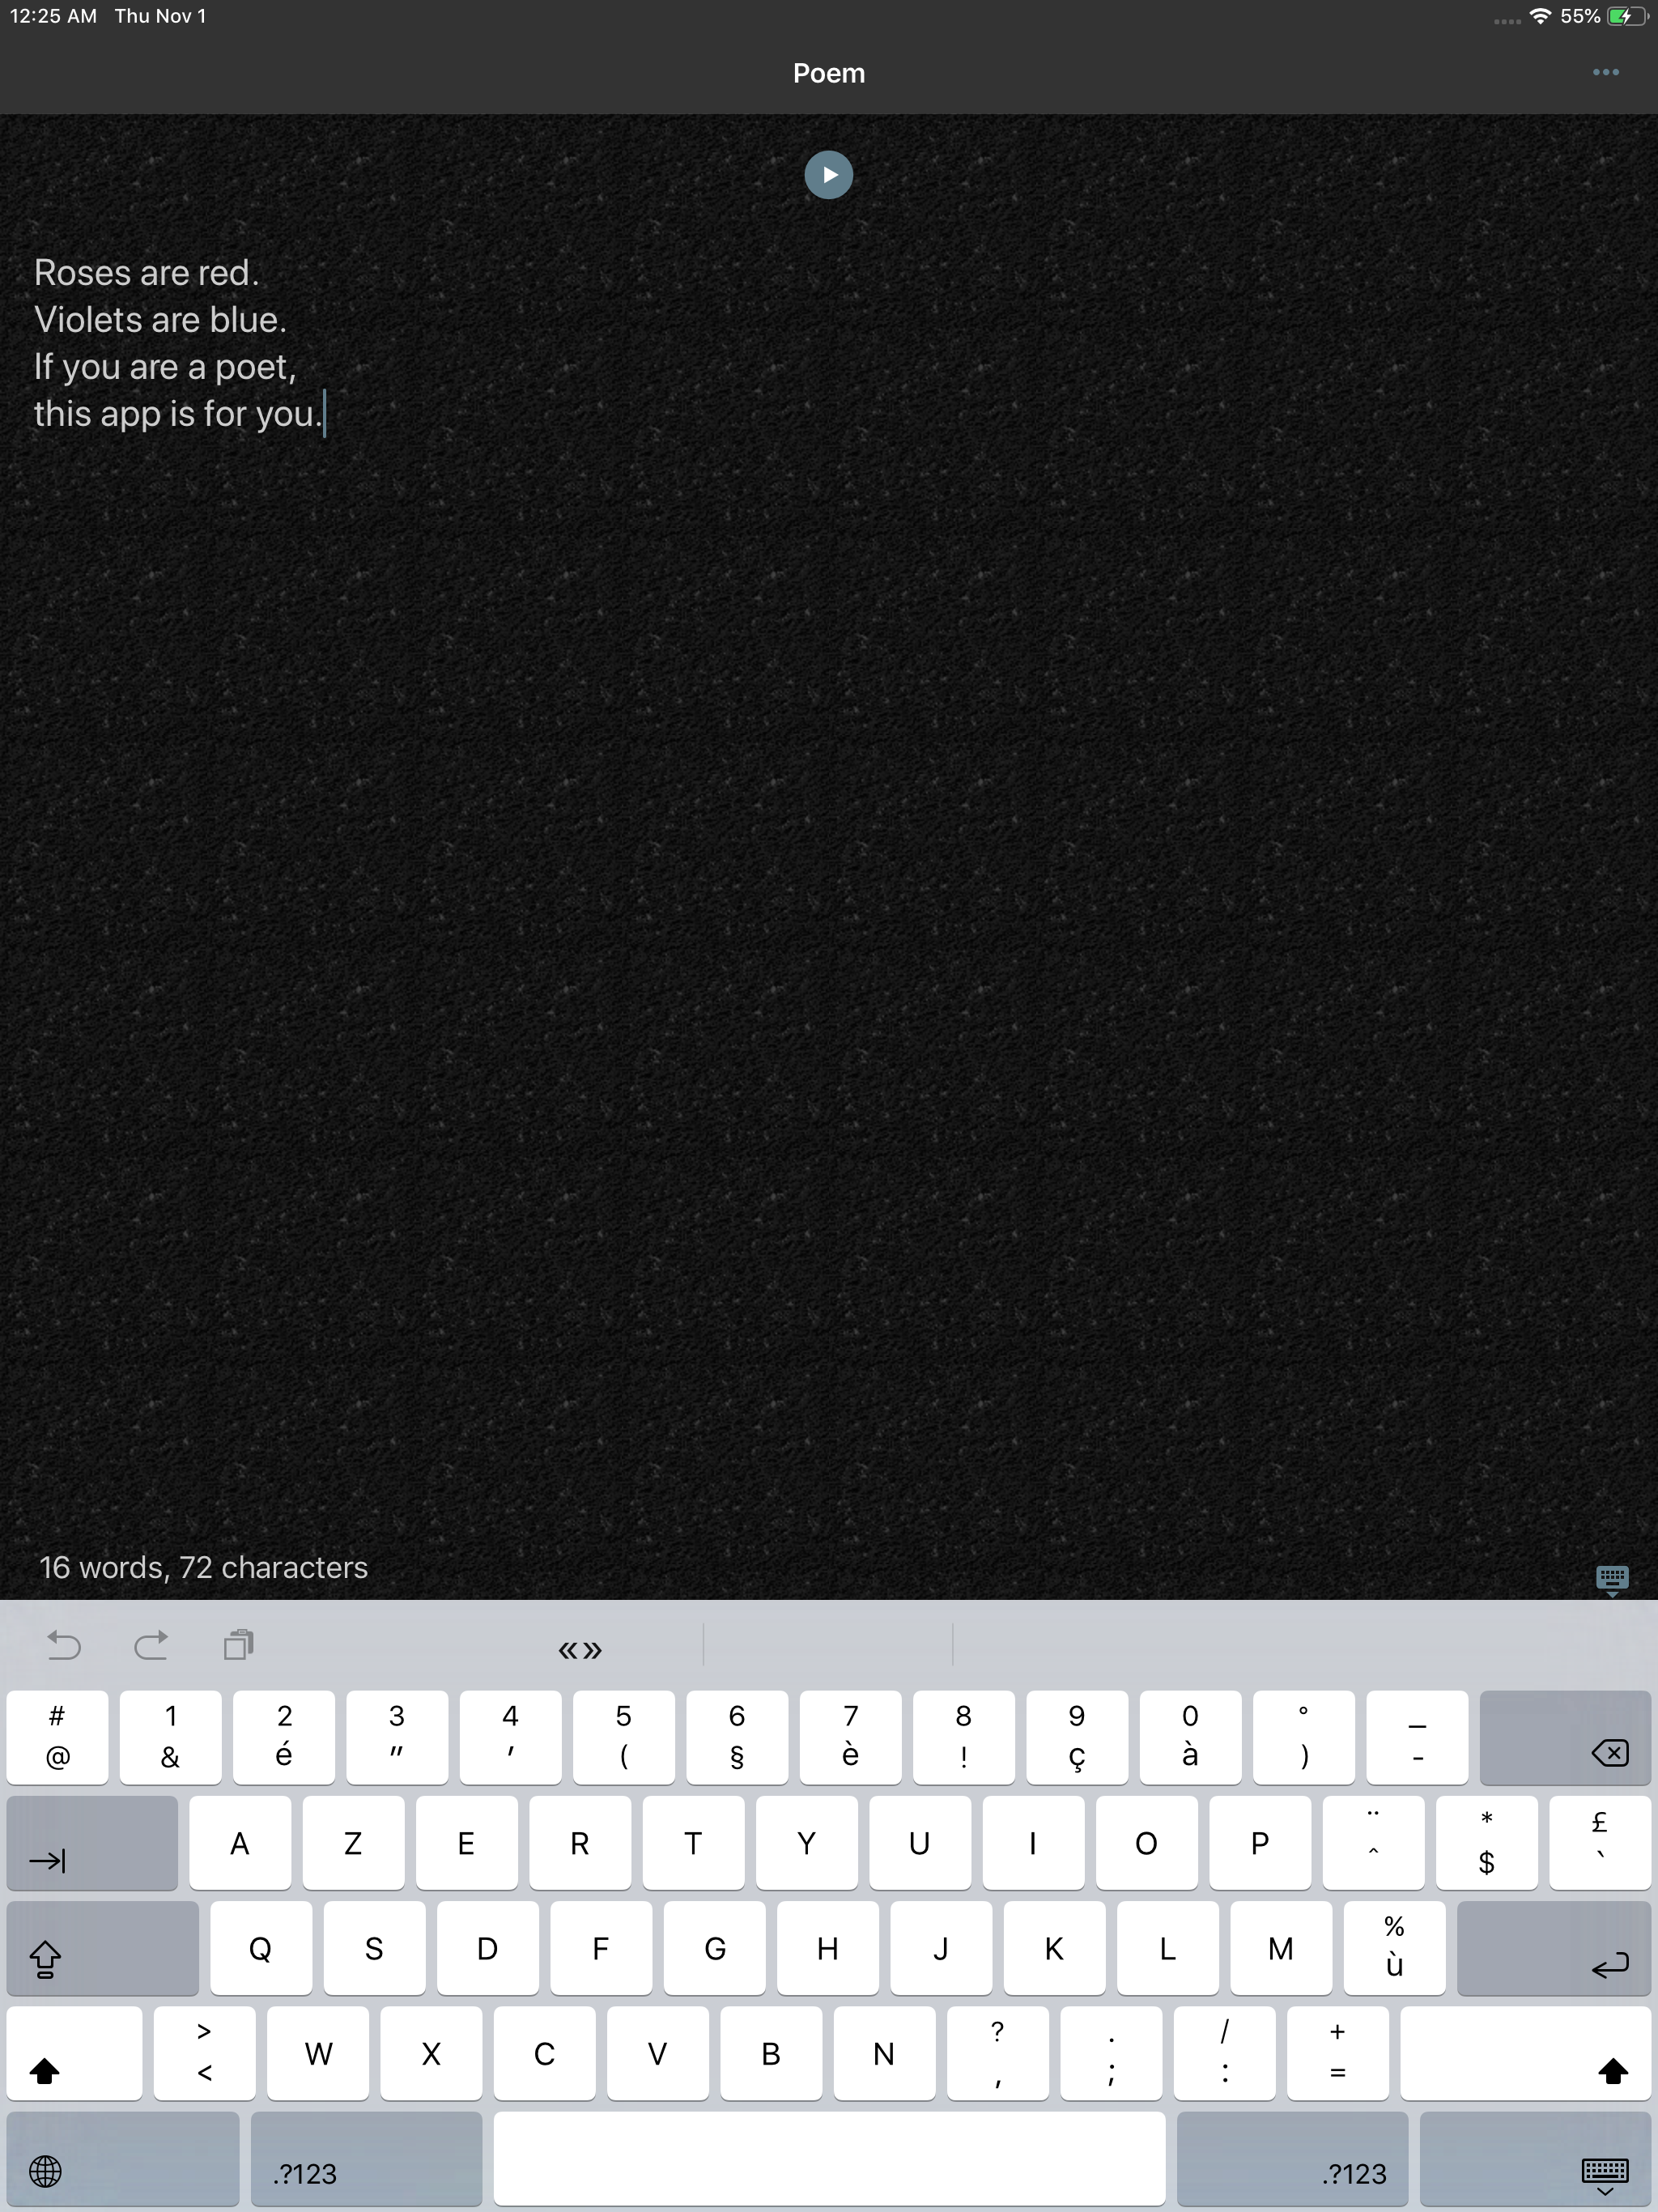 12:25 AM Thu Nov 1 55%
Poem
Roses are red.
Violets are blue.
If you are a poet,
this app is for you.
16 words, 72 characters
«»
# 1 2 3 4 5 6 7 8 9 0 ° _
@ & é " ' ( § è ! ç à ) -
A Z E R T Y U I O P ¨ ^ * $ £ `
Q S D F G H J K L M % ù
> < W X C V B N ? , . ; / : + =
.?123 .?123